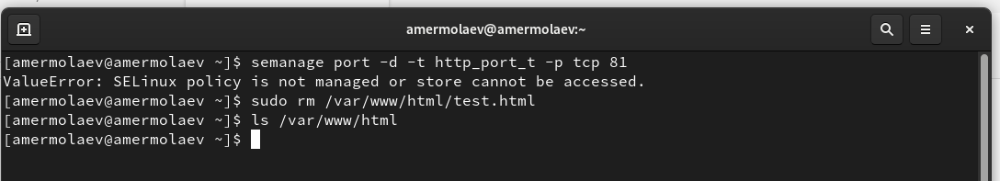 amermolaev@amermolaev:~
[amermolaev@amermolaev ~]$ semanage port -d -t http_port_t -p tcp 81
ValueError: SELinux policy is not managed or store cannot be accessed.
[amermolaev@amermolaev ~]$ sudo rm /var/www/html/test.html
[amermolaev@amermolaev ~]$ ls /var/www/html
[amermolaev@amermolaev ~]$